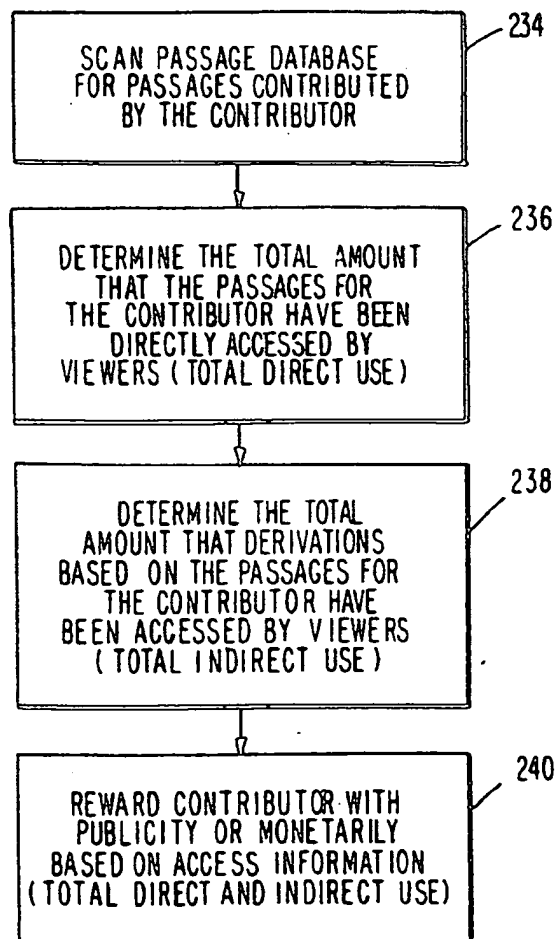 234
SCAN PASSAGE DATABASE
FOR PASSAGES CONTRIBUTED
BY THE CONTRIBUTOR
236
DETERMINE THE TOTAL AMOUNT
THAT THE PASSAGES FOR
THE CONTRIBUTOR HAVE BEEN
DIRECTLY ACCESSED BY
VIEWERS (TOTAL DIRECT USE)
238
DETERMINE THE TOTAL
AMOUNT THAT DERIVATIONS
BASED ON THE PASSAGES FOR
THE CONTRIBUTOR HAVE
BEEN ACCESSED BY VIEWERS
(TOTAL INDIRECT USE)
240
REWARD CONTRIBUTOR WITH
PUBLICITY OR MONETARILY
BASED ON ACCESS INFORMATION
(TOTAL DIRECT AND INDIRECT USE)